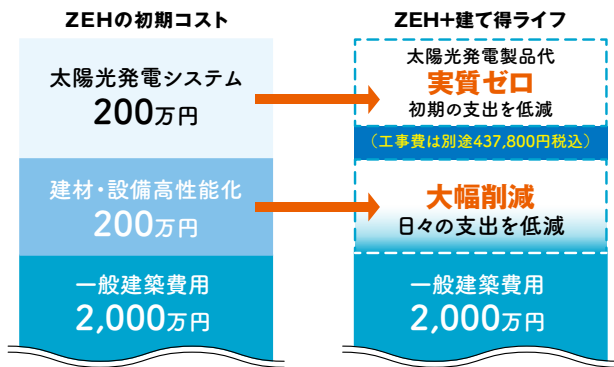 ZEHの初期コスト
太陽光発電システム
200万円
建材・設備高性能化
200万円
一般建築費用
2,000万円
ZEH+建て得ライフ
太陽光発電製品代
実質ゼロ
初期の支出を低減
（工事費は別途437,800円税込）
大幅削減
日々の支出を低減
一般建築費用
2,000万円